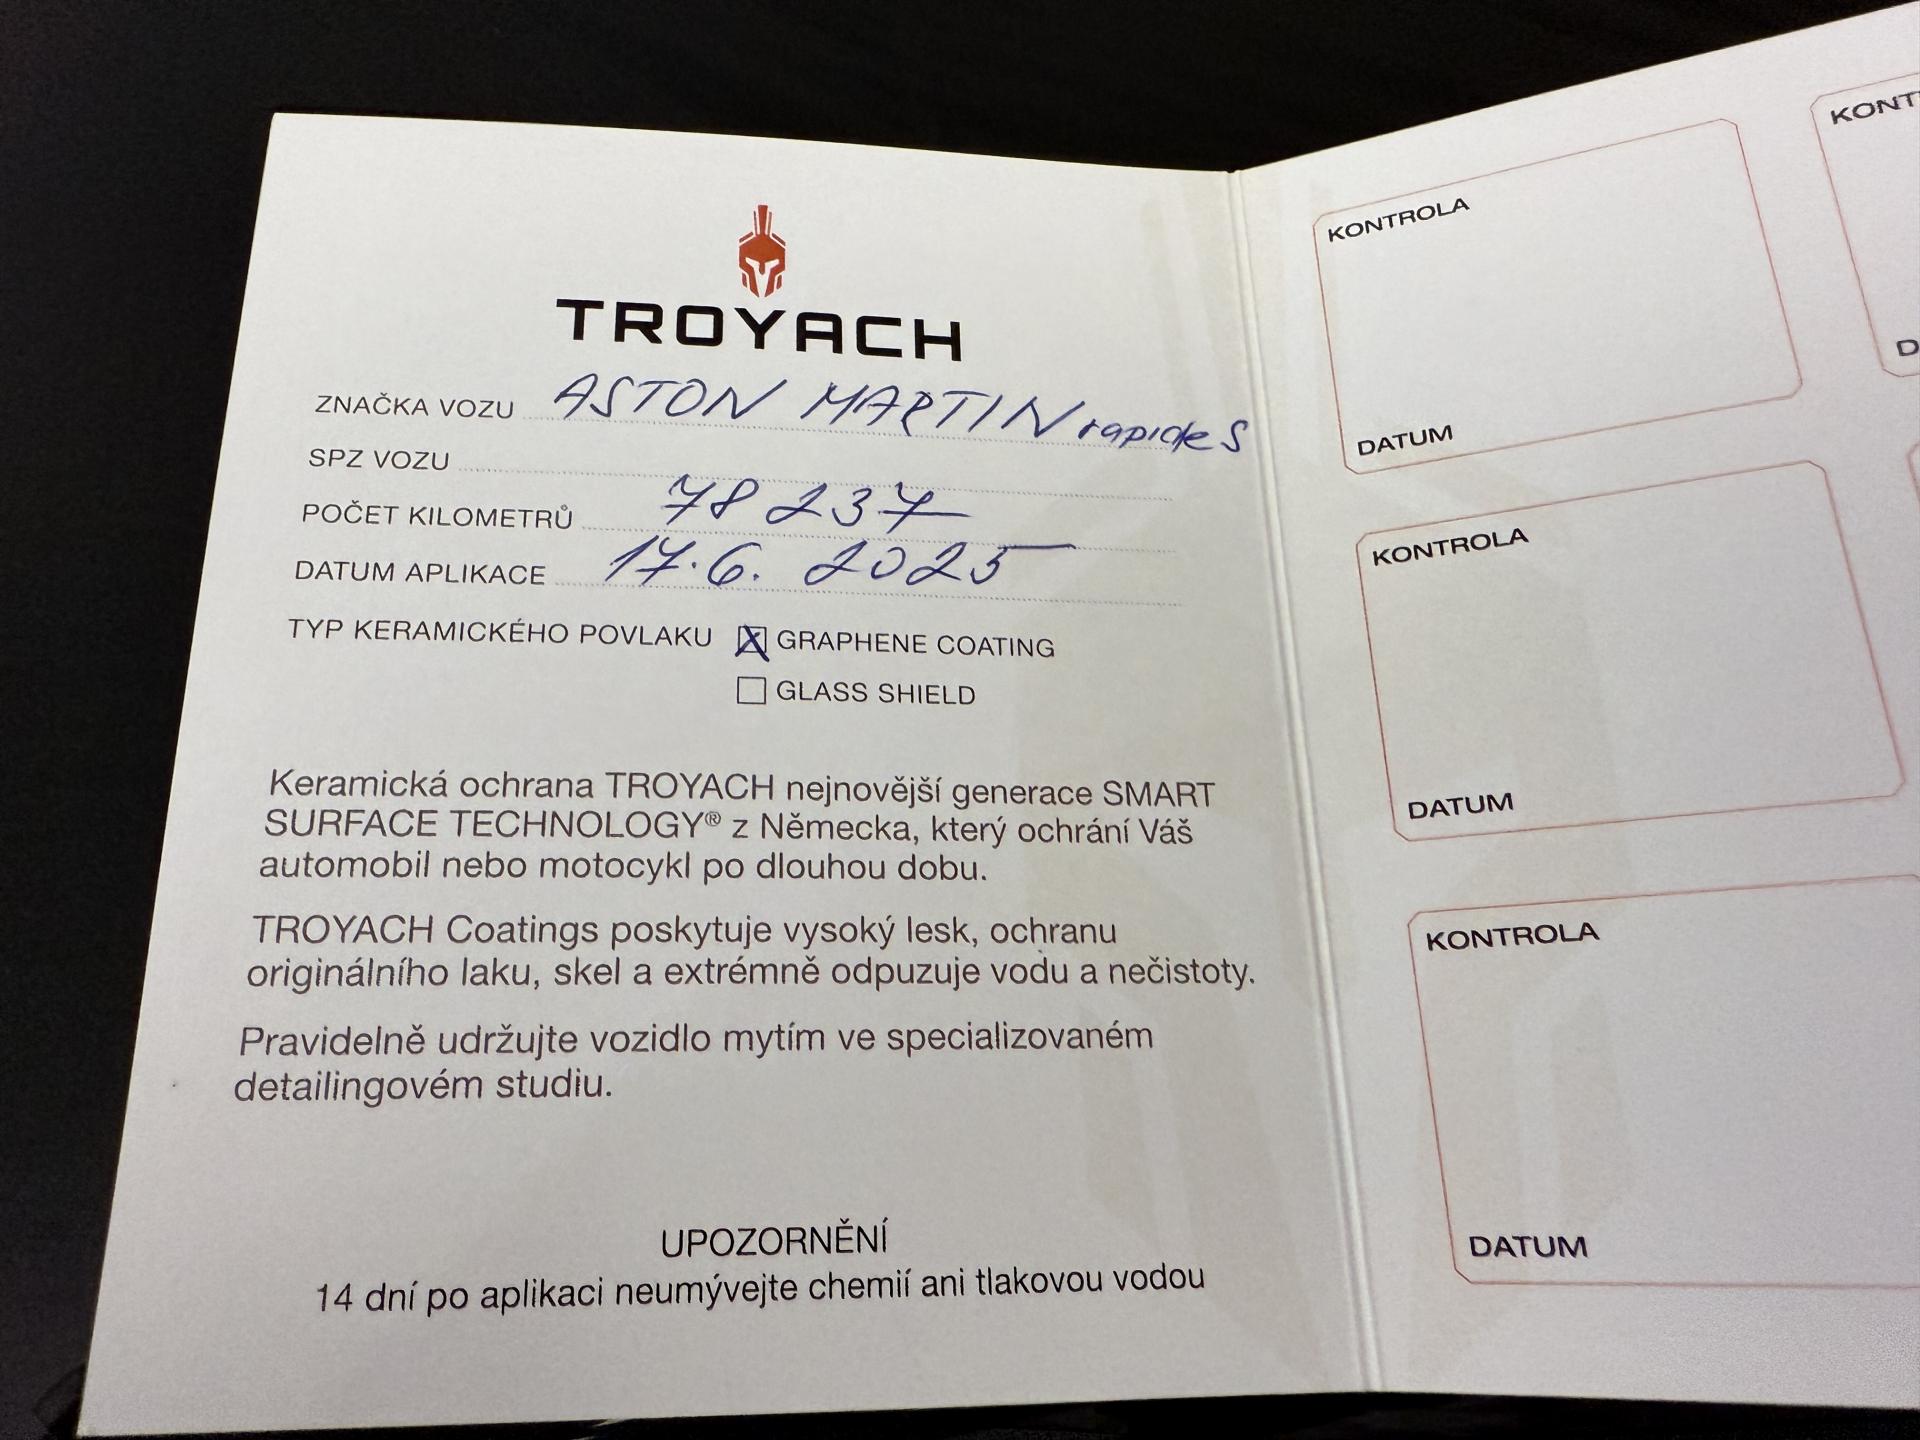 TROYACH
ZNAČKA VOZU ASTON MARTIN rapide S
SPZ VOZU
POČET KILOMETRŮ 78 237
DATUM APLIKACE 17.6. 2025
TYP KERAMICKÉHO POVLAKU X GRAPHENE COATING
GLASS SHIELD
Keramická ochrana TROYACH nejnovější generace SMART
SURFACE TECHNOLOGY® z Německa, který ochrání Váš
automobil nebo motocykl po dlouhou dobu.
TROYACH Coatings poskytuje vysoký lesk, ochranu
originálního laku, skel a extrémně odpuzuje vodu a nečistoty.
Pravidelně udržujte vozidlo mytím ve specializovaném
detailingovém studiu.
UPOZORNĚNÍ
14 dní po aplikaci neumývejte chemií ani tlakovou vodou
KONTROLA
DATUM
KONT
D
KONTROLA
DATUM
KONTROLA
DATUM